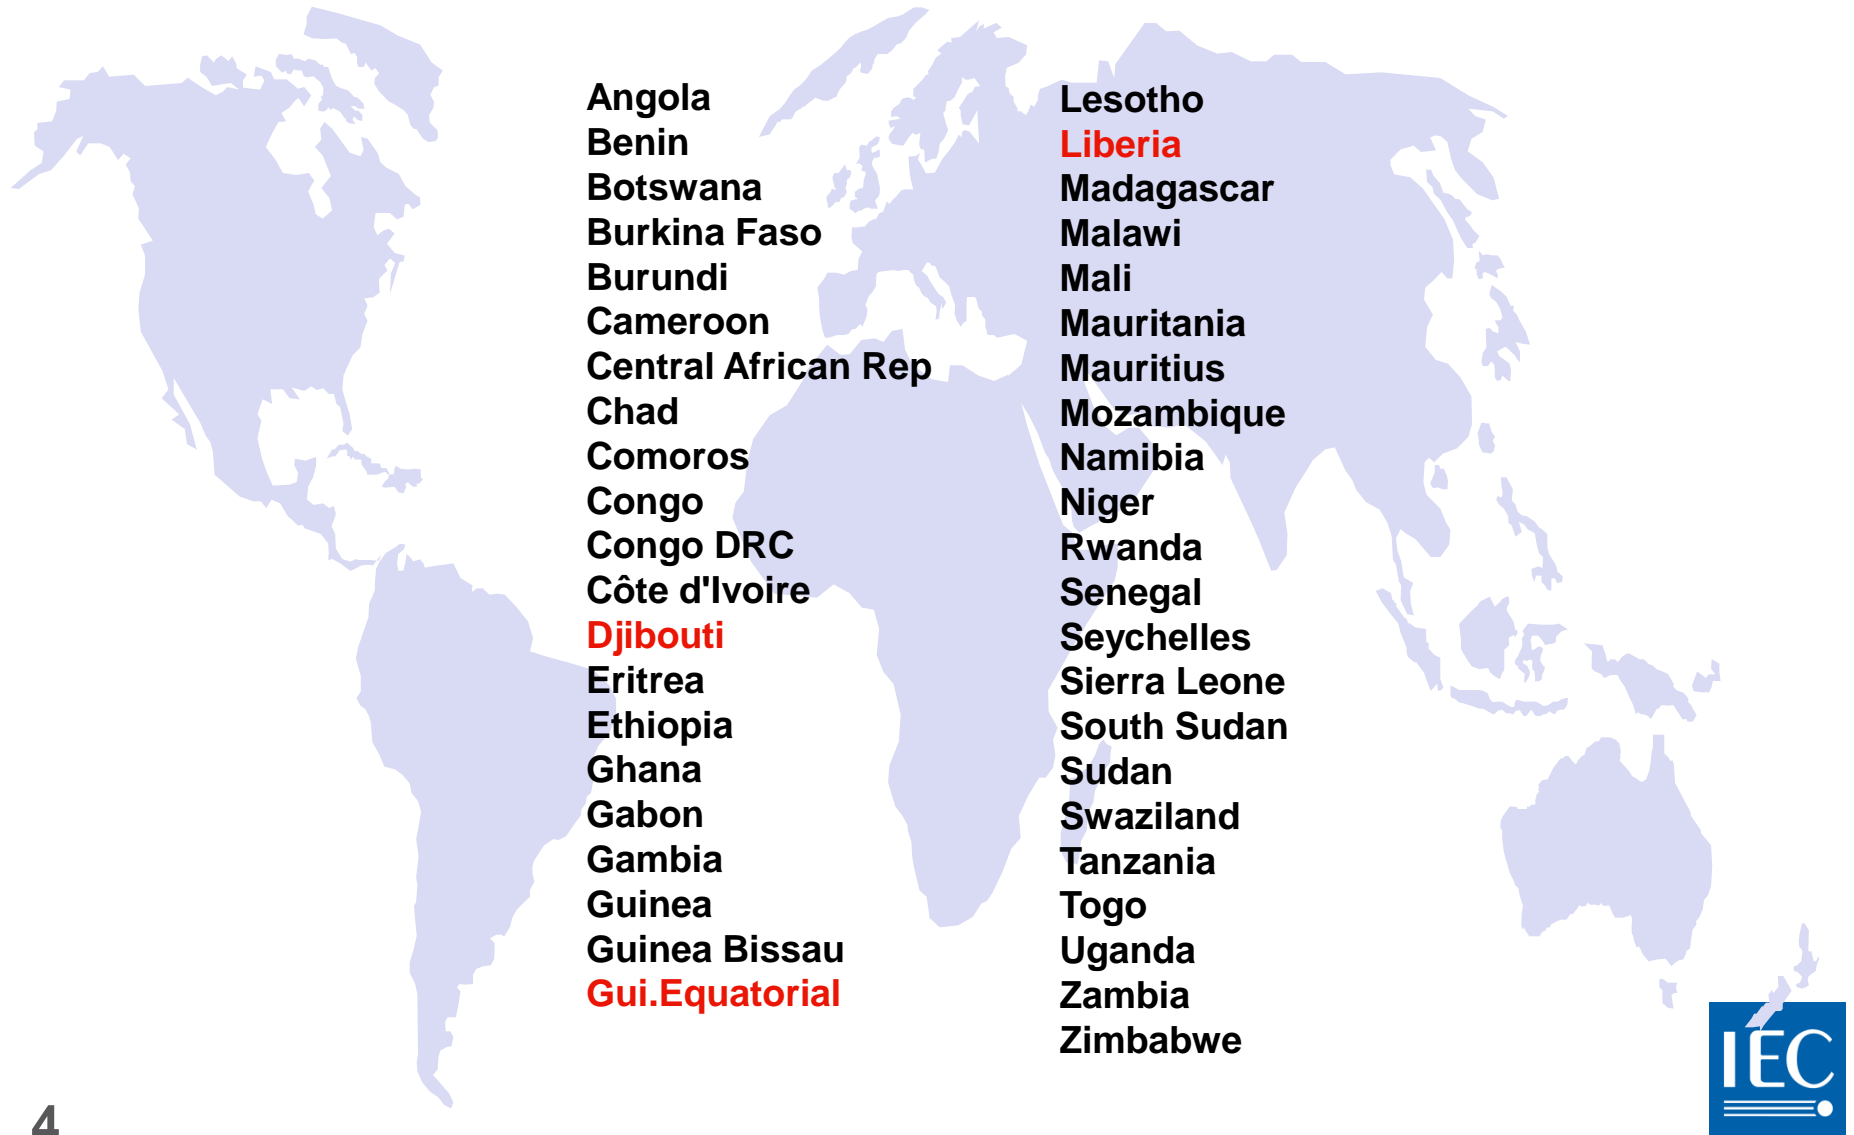 Angola
Benin
Botswana
Burkina Faso
Burundi
Cameroon
Central African Rep
Chad
Comoros
Congo
Congo DRC
Côte d'Ivoire
Djibouti
Eritrea
Ethiopia
Ghana
Gabon
Gambia
Guinea
Guinea Bissau
Gui.Equatorial
Lesotho
Liberia
Madagascar
Malawi
Mali
Mauritania
Mauritius
Mozambique
Namibia
Niger
Rwanda
Senegal
Seychelles
Sierra Leone
South Sudan
Sudan
Swaziland
Tanzania
Togo
Uganda
Zambia
Zimbabwe
IEC
4